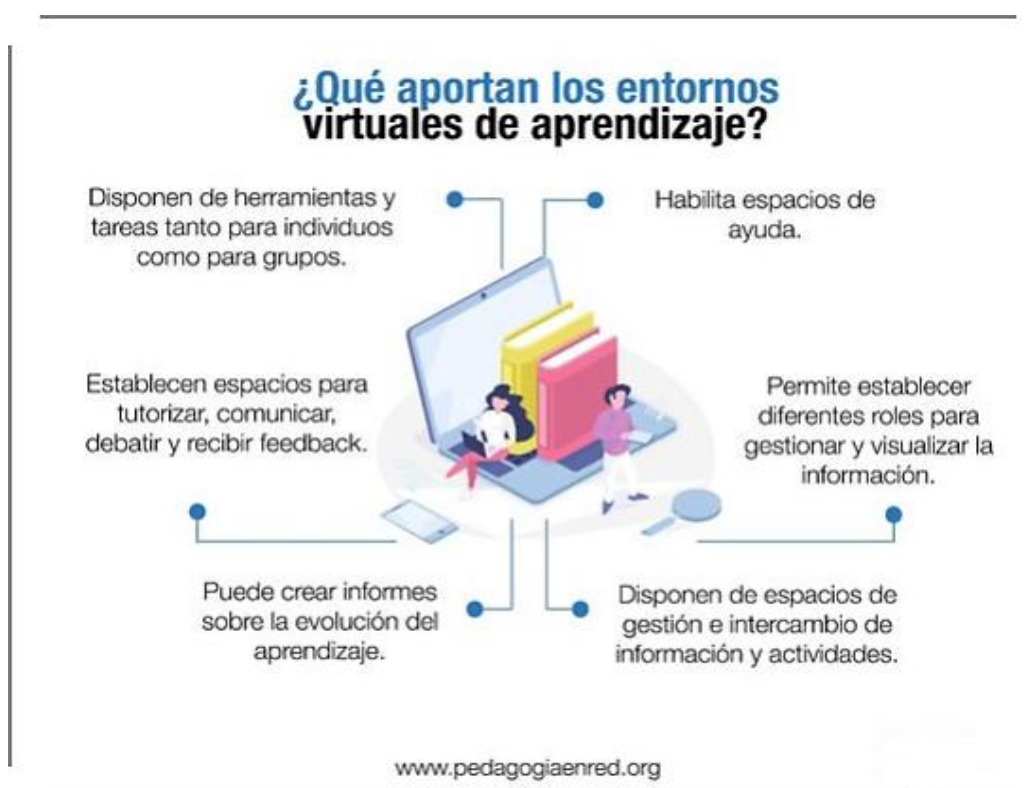 ¿Qué aportan los entornos
virtuales de aprendizaje?
Disponen de herramientas y
tareas tanto para individuos
como para grupos.
Habilita espacios de
ayuda.
Establecen espacios para
tutorizar, comunicar,
debatir y recibir feedback.
Permite establecer
diferentes roles para
gestionar y visualizar la
información.
Puede crear informes
sobre la evolución del
aprendizaje.
Disponen de espacios de
gestión e intercambio de
información y actividades.
www.pedagogiaenred.org